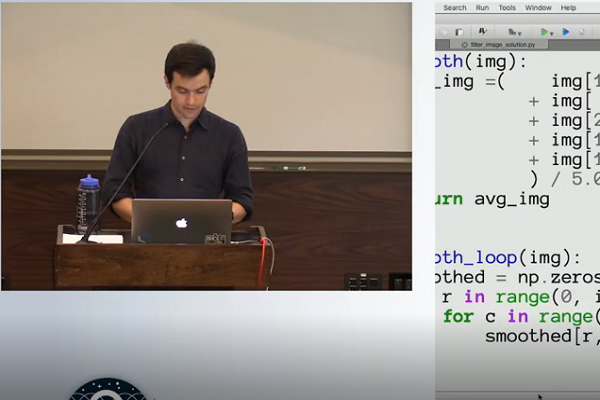 Search Run Tools Window Help
filter_image_solution.py
oth(img):
_img =( img[1
+ img[
+ img[2
+ img[1
+ img[1
) / 5.0
urn avg_img
oth_loop(img):
othed = np.zeros
r in range(0, i
for c in range(
smoothed[r,